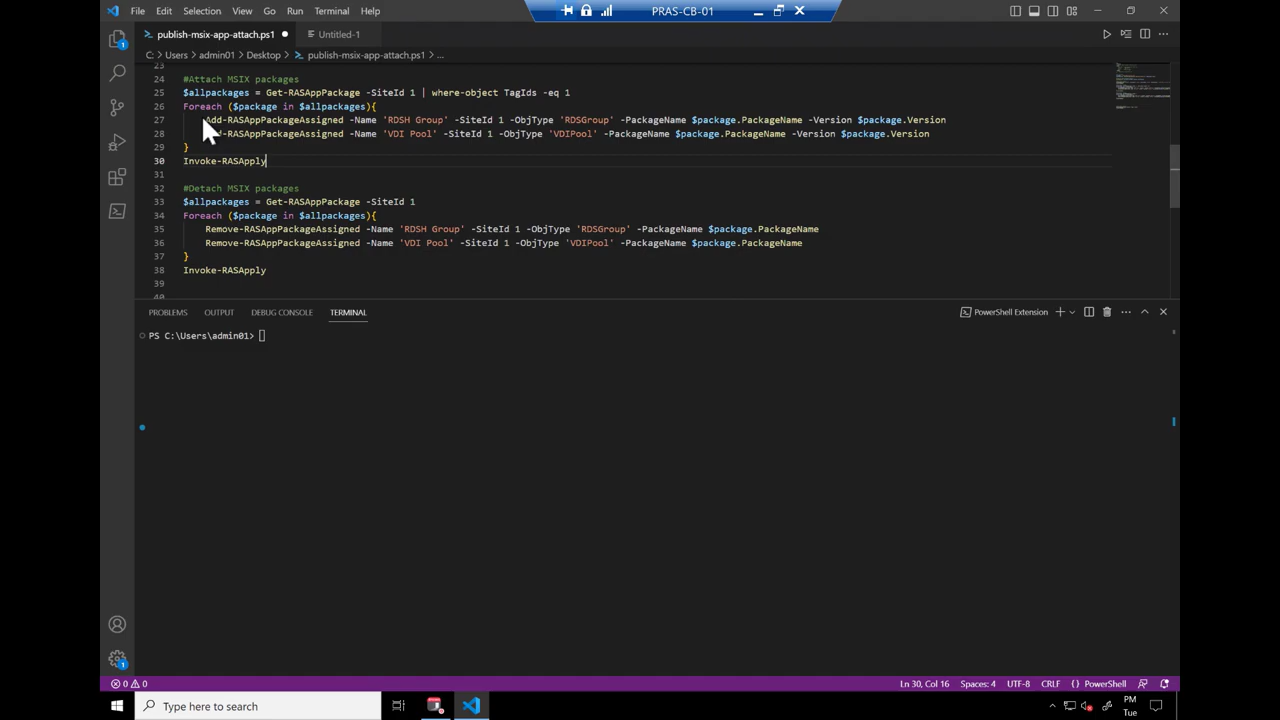 File Edit Selection View Go Run Terminal Help
PRAS-CB-01
publish-msix-app-attach.ps1
Untitled-1
C: > Users > admin01 > Desktop > publish-msix-app-attach.ps1 > ...
23
24 #Attach MSIX packages
25 $allpackages = Get-RASAppPackage -SiteId 1 | where-object TagIds -eq 1
26 Foreach ($package in $allpackages){
27 Add-RASAppPackageAssigned -Name 'RDSH Group' -SiteId 1 -ObjType 'RDSGroup' -PackageName $package.PackageName -Version $package.Version
28 -RASAppPackageAssigned -Name 'VDI Pool' -SiteId 1 -ObjType 'VDIPool' -PackageName $package.PackageName -Version $package.Version
29 }
30 Invoke-RASApply
31
32 #Detach MSIX packages
33 $allpackages = Get-RASAppPackage -SiteId 1
34 Foreach ($package in $allpackages){
35 Remove-RASAppPackageAssigned -Name 'RDSH Group' -SiteId 1 -ObjType 'RDSGroup' -PackageName $package.PackageName
36 Remove-RASAppPackageAssigned -Name 'VDI Pool' -SiteId 1 -ObjType 'VDIPool' -PackageName $package.PackageName
37 }
38 Invoke-RASApply
39
40
PROBLEMS OUTPUT DEBUG CONSOLE TERMINAL
PowerShell Extension
PS C:\Users\admin01>
1
1
0 0
Ln 30, Col 16 Spaces: 4 UTF-8 CRLF { } PowerShell
Type here to search
PM
Tue